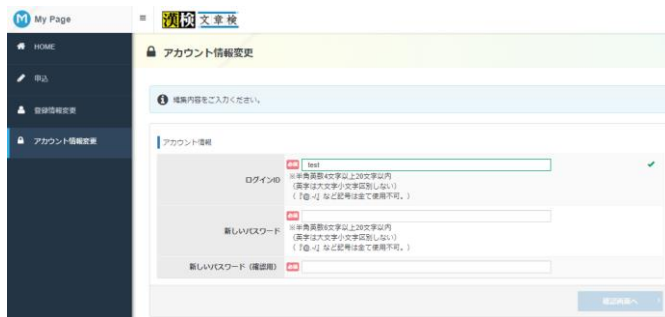 My Page
漢検 文章検
HOME
アカウント情報変更
申込
編集内容をご入力ください。
登録情報変更
アカウント情報変更
アカウント情報
ログインID
必須 test
※半角英数4文字以上20文字以内
(英字は大文字小文字区別しない)
(『@-/』など記号は全て使用不可。)
新しいパスワード
必須
※半角英数6文字以上20文字以内
(英字は大文字小文字区別しない)
(『@-/』など記号は全て使用不可。)
新しいパスワード(確認用) 必須
確認画面へ